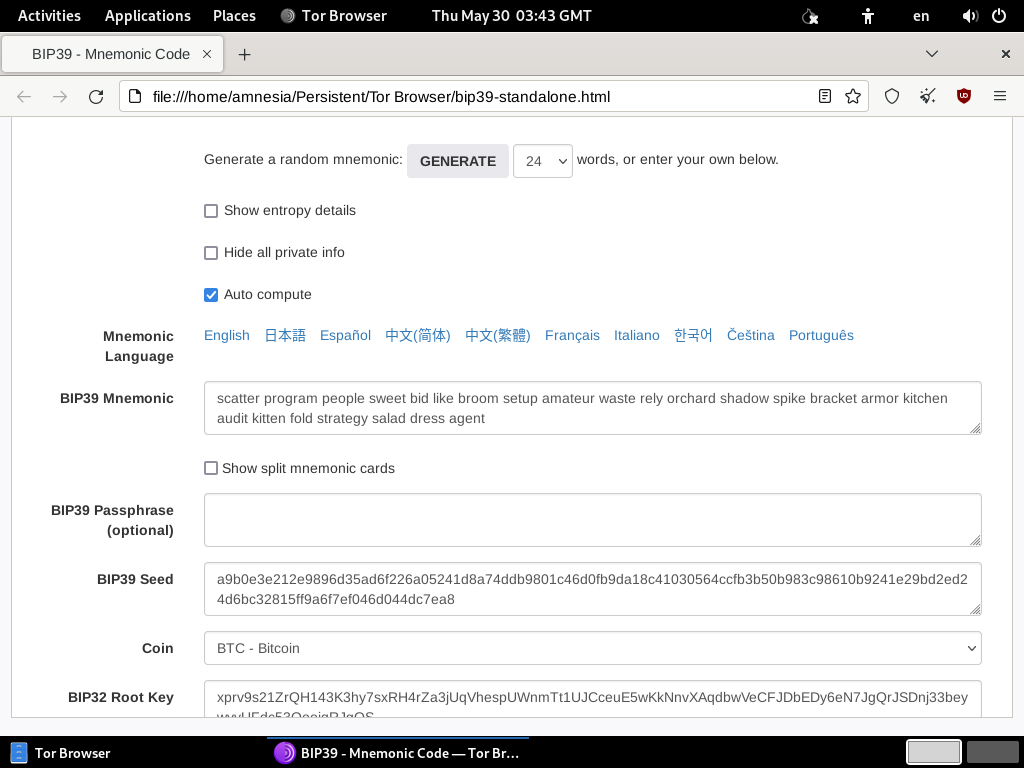 Activities Applications Places Tor Browser Thu May 30 03:43 GMT en
BIP39 - Mnemonic Code
file:///home/amnesia/Persistent/Tor Browser/bip39-standalone.html
Generate a random mnemonic: GENERATE 24 words, or enter your own below.
Show entropy details
Hide all private info
Auto compute
Mnemonic Language
English 日本語 Español 中文(简体) 中文(繁體) Français Italiano 한국어 Čeština Português
BIP39 Mnemonic
scatter program people sweet bid like broom setup amateur waste rely orchard shadow spike bracket armor kitchen
audit kitten fold strategy salad dress agent
Show split mnemonic cards
BIP39 Passphrase
(optional)
BIP39 Seed
a9b0e3e212e9896d35ad6f226a05241d8a74ddb9801c46d0fb9da18c41030564ccfb3b50b983c98610b9241e29bd2ed2
4d6bc32815ff9a6f7ef046d044dc7ea8
Coin
BTC - Bitcoin
BIP32 Root Key
xprv9s21ZrQH143K3hy7sxRH4rZa3jUqVhespUWnmTt1UJCceuE5wKkNnvXAqdbwVeCFJDbEDy6eN7JgQrJSDnj33bey
Tor Browser
BIP39 - Mnemonic Code — Tor Br…